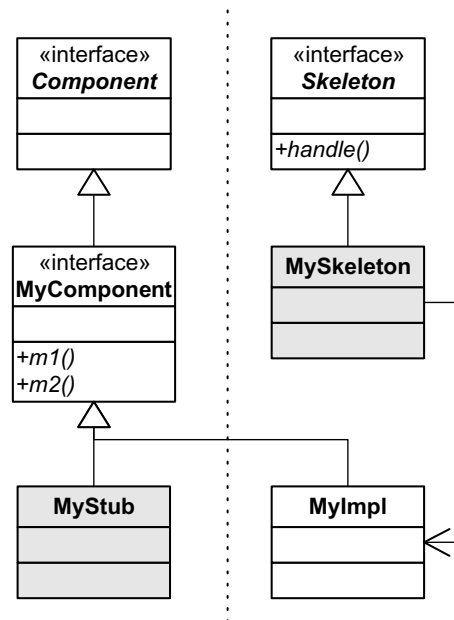 «interface»
Component
«interface»
Skeleton
+handle()
«interface»
MyComponent
+m1()
+m2()
MySkeleton
MyStub
MyImpl